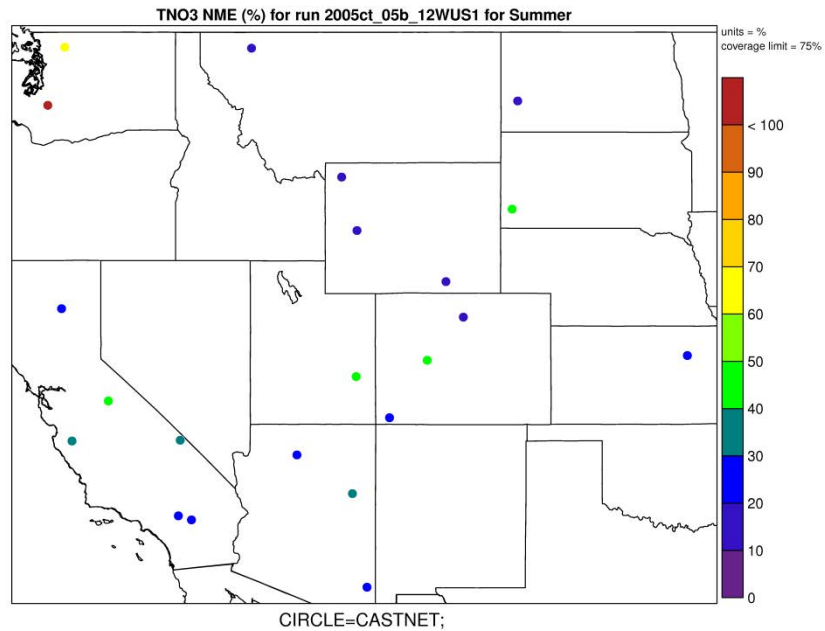 TNO3 NME (%) for run 2005ct_05b_12WUS1 for Summer
units = %
coverage limit = 75%
< 100
90
80
70
60
50
40
30
20
10
0
CIRCLE=CASTNET;